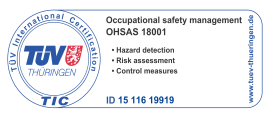 TÜV International Certification
TÜV
THÜRINGEN
TIC
Occupational safety management
OHSAS 18001
• Hazard detection
• Risk assessment
• Control measures
ID 15 116 19919
www.tuev-thueringen.de